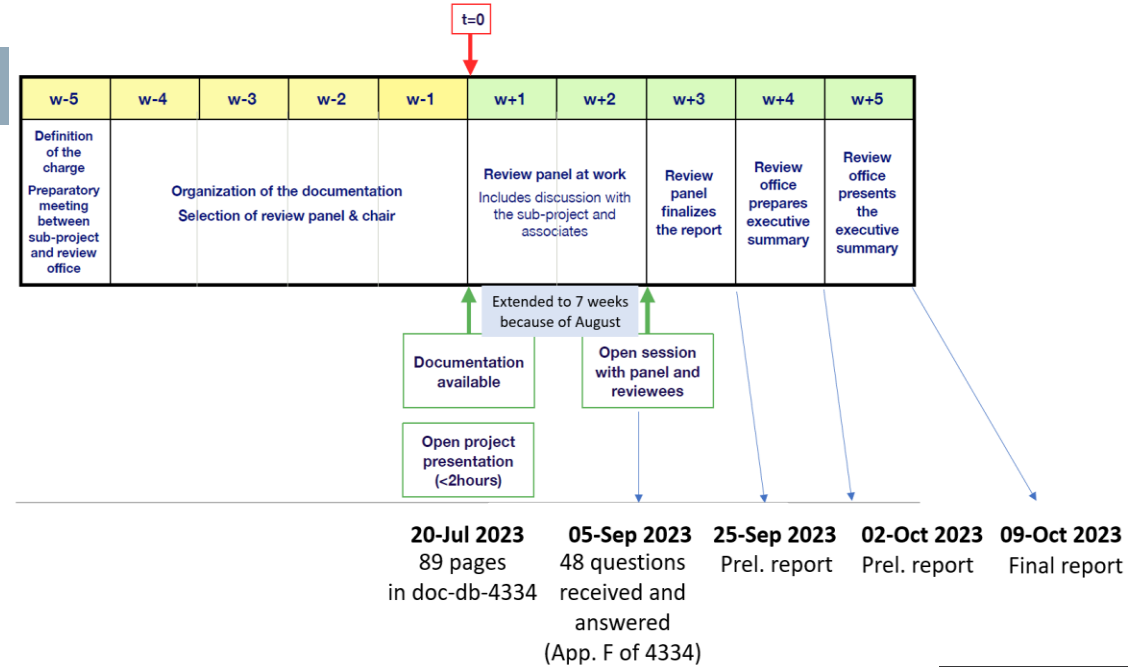 t=0
w-5
w-4
w-3
w-2
w-1
w+1
w+2
w+3
w+4
w+5
Definition
of the
charge
Preparatory
meeting
between
sub-project
and review
office
Organization of the documentation
Selection of review panel & chair
Review panel at work
Includes discussion with
the sub-project and
associates
Review
panel
finalizes
the report
Review
office
prepares
executive
summary
Review
office
presents
the
executive
summary
Extended to 7 weeks
because of August
Documentation
available
Open session
with panel and
reviewees
Open project
presentation
(<2hours)
20-Jul 2023
89 pages
in doc-db-4334
05-Sep 2023
48 questions
received and
answered
(App. F of 4334)
25-Sep 2023
Prel. report
02-Oct 2023
Prel. report
09-Oct 2023
Final report